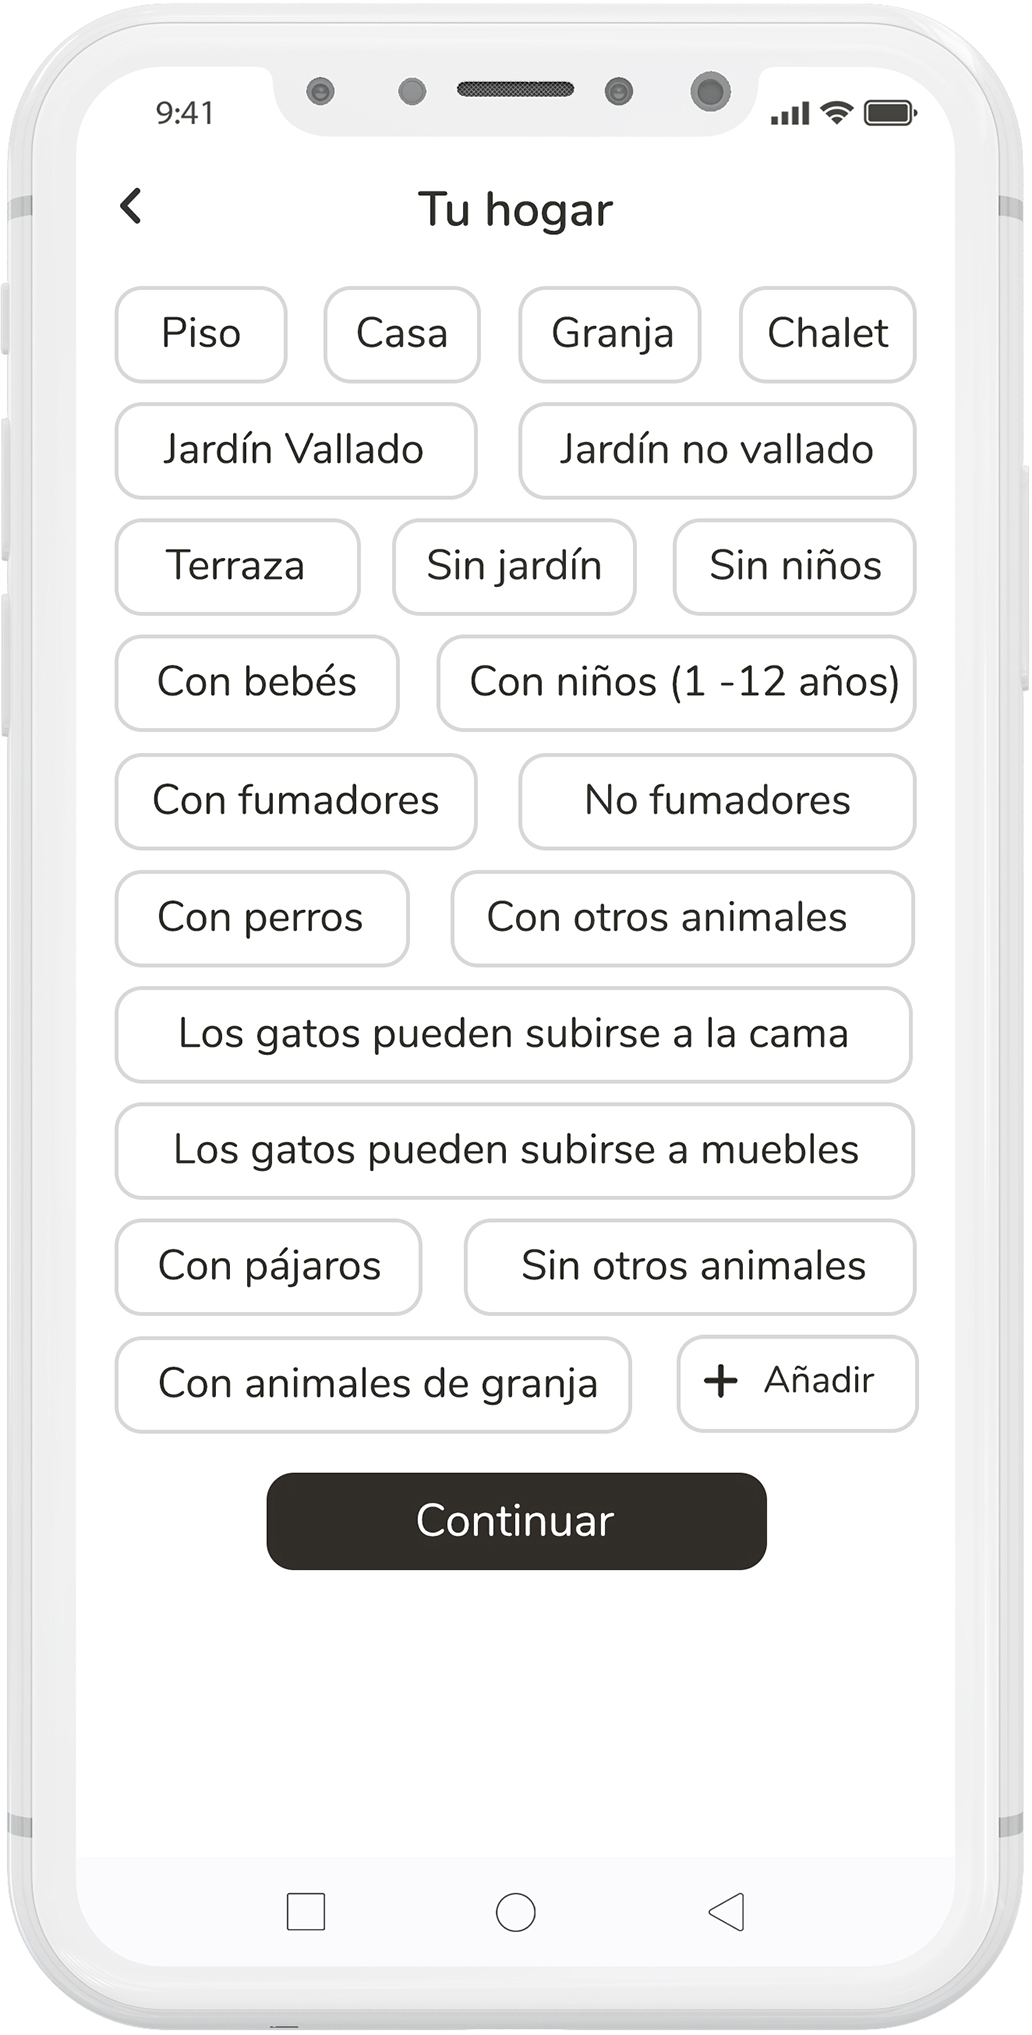 9:41
Tu hogar
Piso Casa Granja Chalet
Jardín Vallado Jardín no vallado
Terraza Sin jardín Sin niños
Con bebés Con niños (1 -12 años)
Con fumadores No fumadores
Con perros Con otros animales
Los gatos pueden subirse a la cama
Los gatos pueden subirse a muebles
Con pájaros Sin otros animales
Con animales de granja + Añadir
Continuar